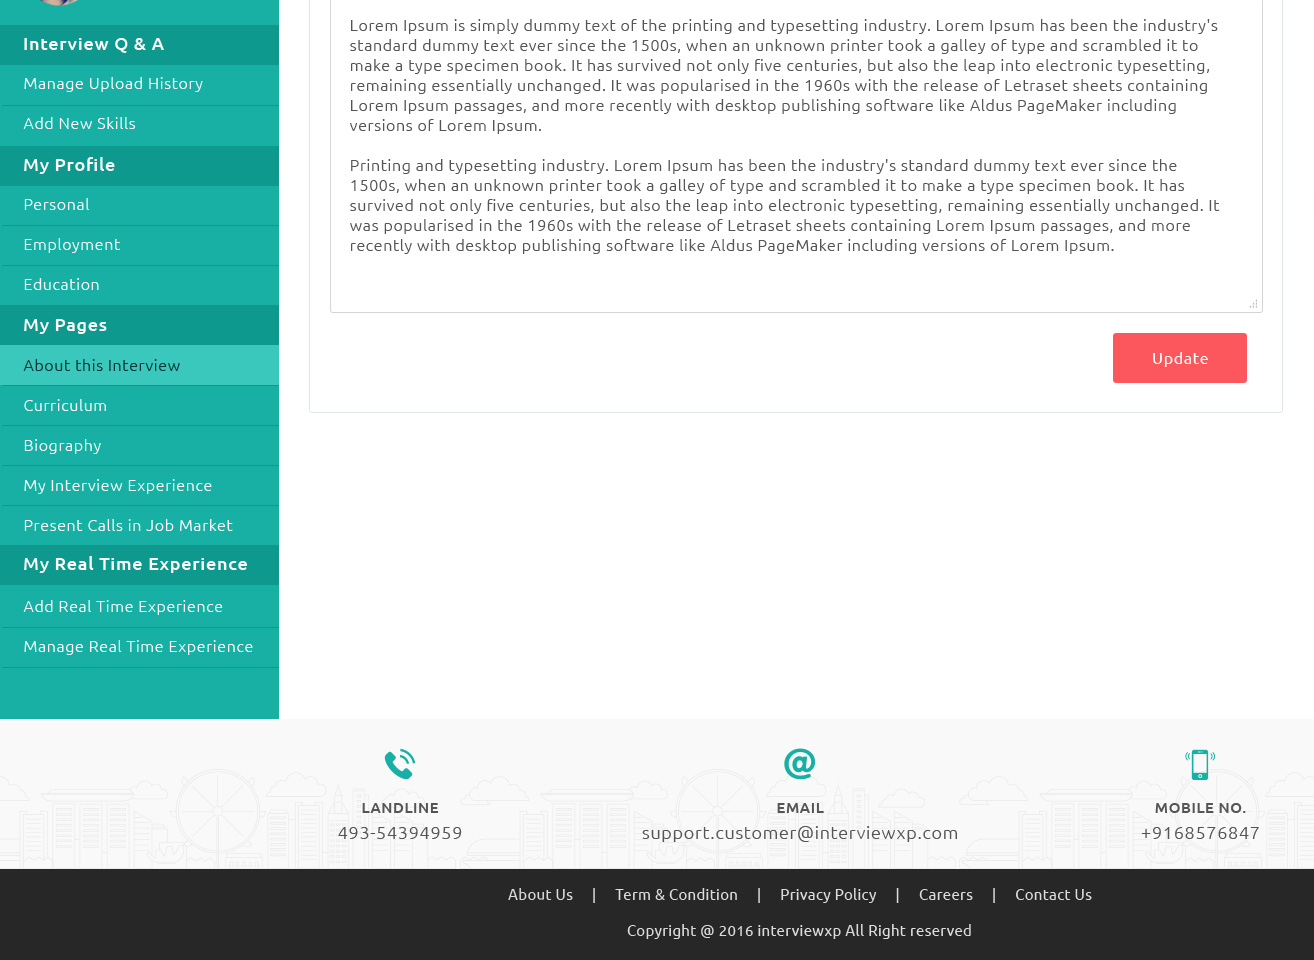 Interview Q & A
Manage Upload History
Add New Skills
My Profile
Personal
Employment
Education
My Pages
About this Interview
Curriculum
Biography
My Interview Experience
Present Calls in Job Market
My Real Time Experience
Add Real Time Experience
Manage Real Time Experience
Lorem Ipsum is simply dummy text of the printing and typesetting industry. Lorem Ipsum has been the industry's
standard dummy text ever since the 1500s, when an unknown printer took a galley of type and scrambled it to
make a type specimen book. It has survived not only five centuries, but also the leap into electronic typesetting,
remaining essentially unchanged. It was popularised in the 1960s with the release of Letraset sheets containing
Lorem Ipsum passages, and more recently with desktop publishing software like Aldus PageMaker including
versions of Lorem Ipsum.
Printing and typesetting industry. Lorem Ipsum has been the industry's standard dummy text ever since the
1500s, when an unknown printer took a galley of type and scrambled it to make a type specimen book. It has
survived not only five centuries, but also the leap into electronic typesetting, remaining essentially unchanged. It
was popularised in the 1960s with the release of Letraset sheets containing Lorem Ipsum passages, and more
recently with desktop publishing software like Aldus PageMaker including versions of Lorem Ipsum.
Update
LANDLINE
493-54394959
EMAIL
support.customer@interviewxp.com
MOBILE NO.
+9168576847
About Us | Term & Condition | Privacy Policy | Careers | Contact Us
Copyright @ 2016 interviewxp All Right reserved